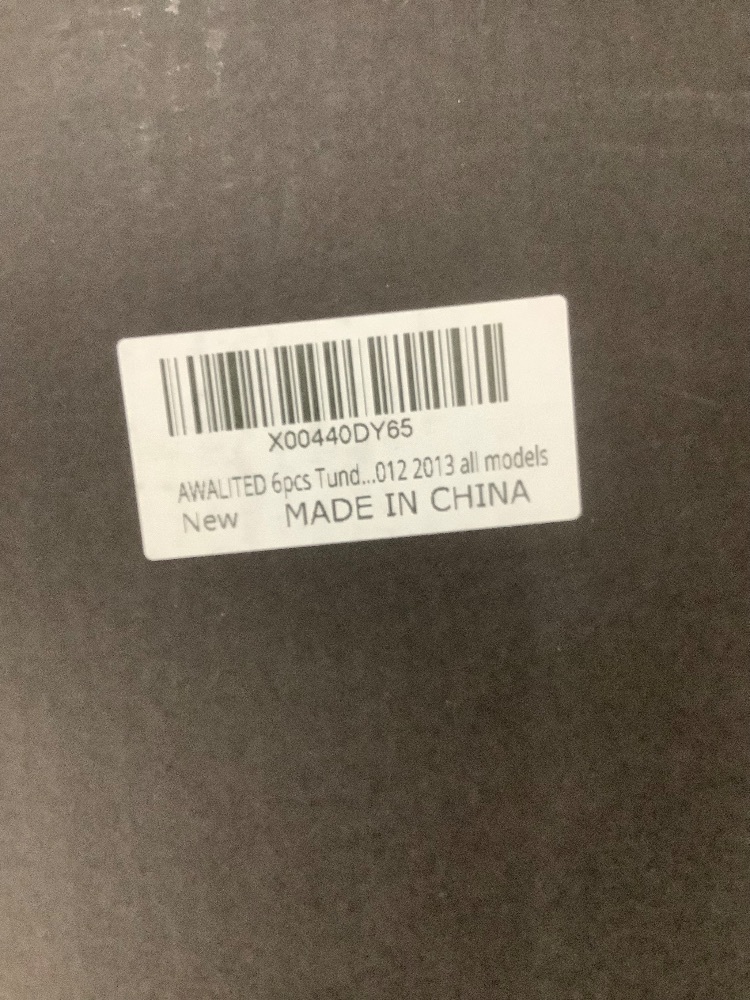 X00440DY65
AWALITED 6pcs Tund...012 2013 all models
New MADE IN CHINA